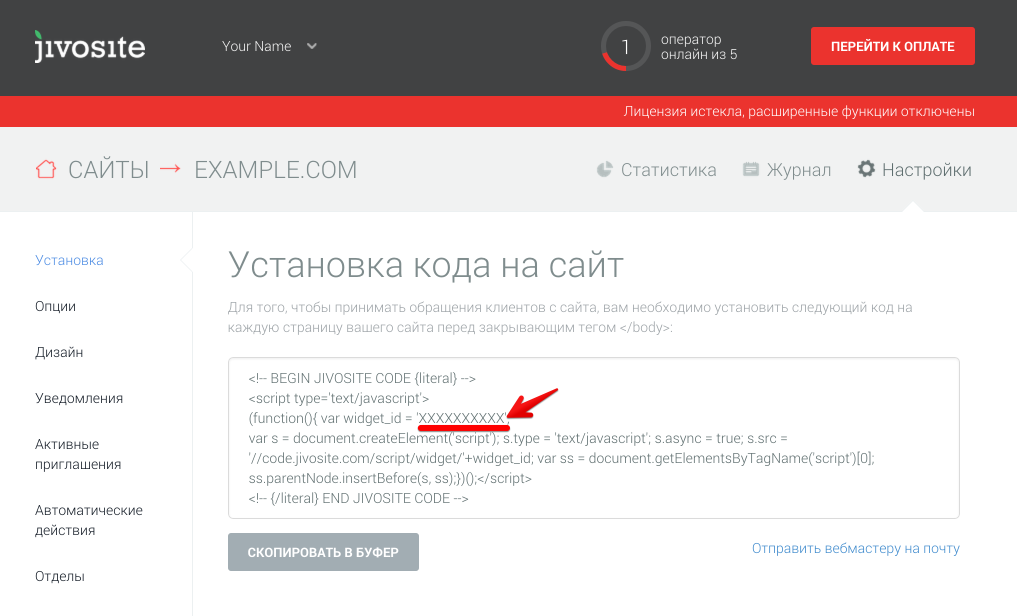 jivosite
Your Name
1
оператор
онлайн из 5
ПЕРЕЙТИ К ОПЛАТЕ
Лицензия истекла, расширенные функции отключены
САЙТЫ → EXAMPLE.COM
Статистика
Журнал
Настройки
Установка
Опции
Дизайн
Уведомления
Активные
приглашения
Автоматические
действия
Отделы
Установка кода на сайт
Для того, чтобы принимать обращения клиентов с сайта, вам необходимо установить следующий код на
каждую страницу вашего сайта перед закрывающим тегом </body>:
<!-- BEGIN JIVOSITE CODE {literal} -->
<script type='text/javascript'>
(function(){ var widget_id = 'XXXXXXXXXX';
var s = document.createElement('script'); s.type = 'text/javascript'; s.async = true; s.src =
'//code.jivosite.com/script/widget/'+widget_id; var ss = document.getElementsByTagName('script')[0];
ss.parentNode.insertBefore(s, ss);})();</script>
<!-- {/literal} END JIVOSITE CODE -->
СКОПИРОВАТЬ В БУФЕР
Отправить вебмастеру на почту